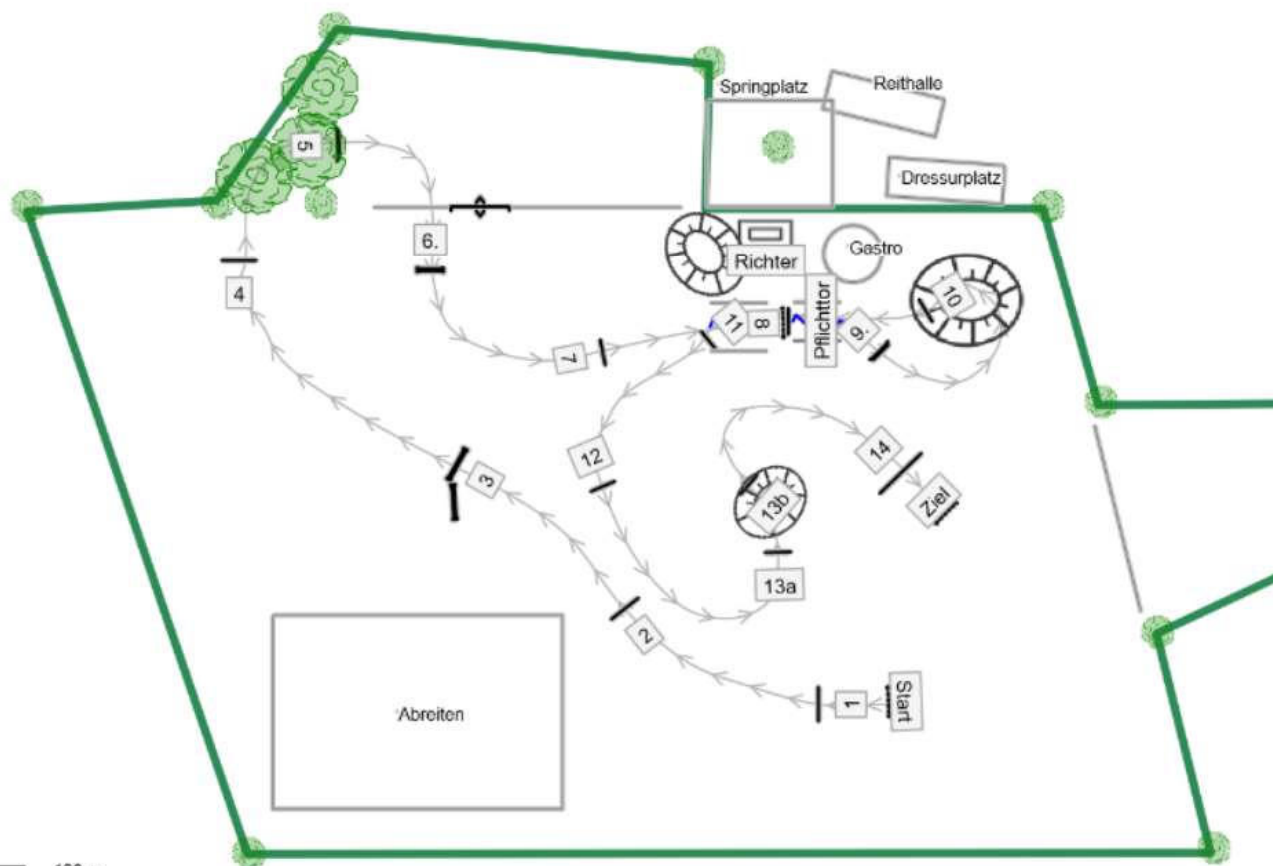 Springplatz
Reithalle
5
Dressurplatz
6.
Richter
Gastro
4
Pflichttor
10
11
8
9.
7
12
3
14
13b
Ziel
13a
2
1
Start
Abreiten